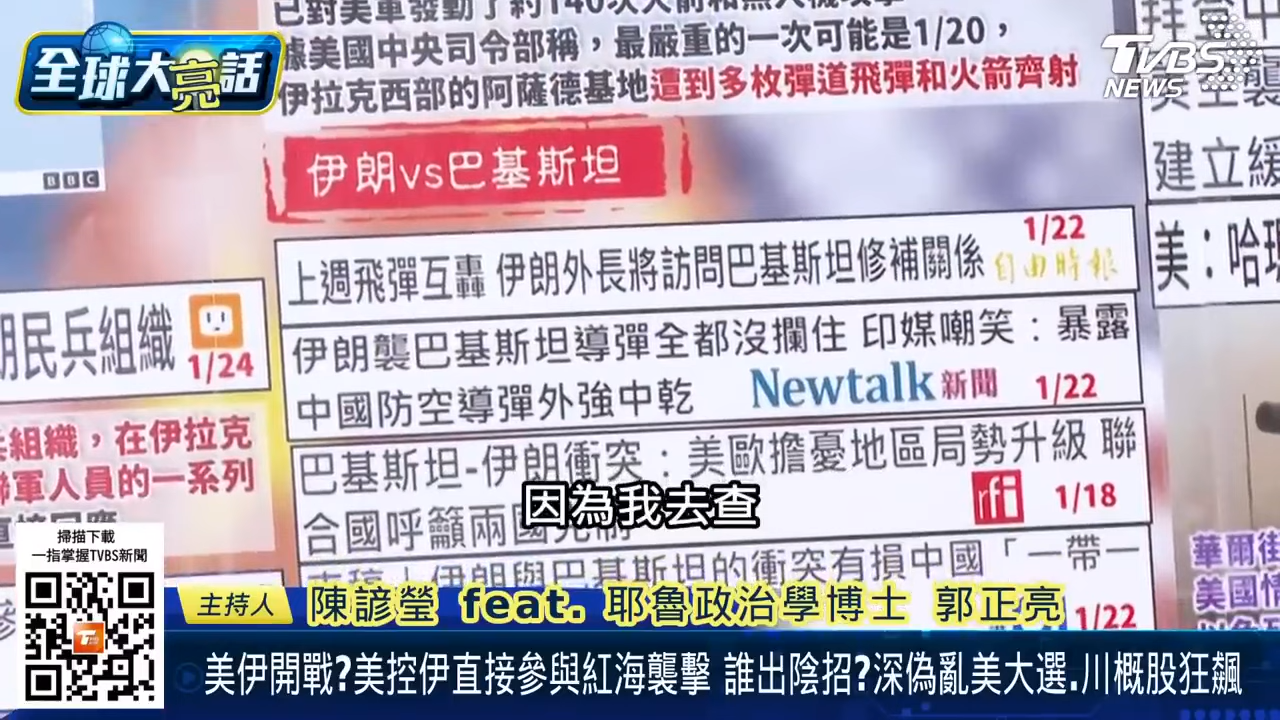 已對美軍發動了約140次火箭和無人機攻擊
據美國中央司令部稱，最嚴重的一次可能是1/20，
伊拉克西部的阿薩德基地遭到多枚彈道飛彈和火箭齊射
全球大亮話
TVBS
NEWS
BBC
伊朗vs巴基斯坦
上週飛彈互轟 伊朗外長將訪問巴基斯坦修補關係
1/22
自由時報
伊朗襲巴基斯坦導彈全都沒攔住 印媒嘲笑：暴露
中國防空導彈外強中乾 Newtalk新聞 1/22
巴基斯坦-伊朗衝突：美歐擔憂地區局勢升級 聯
合國呼籲兩國克制
rfi 1/18
伊朗與巴基斯坦的衝突有損中國「一帶一
1/22
朗民兵組織
1/24
兵組織，在伊拉克
聯軍人員的一系列
建立緩
美：哈
華爾街
美國情
因為我去查
掃描下載
一指掌握TVBS新聞
主持人 陳諺瑩 feat. 耶魯政治學博士 郭正亮
美伊開戰?美控伊直接參與紅海襲擊 誰出陰招?深偽亂美大選.川概股狂飆